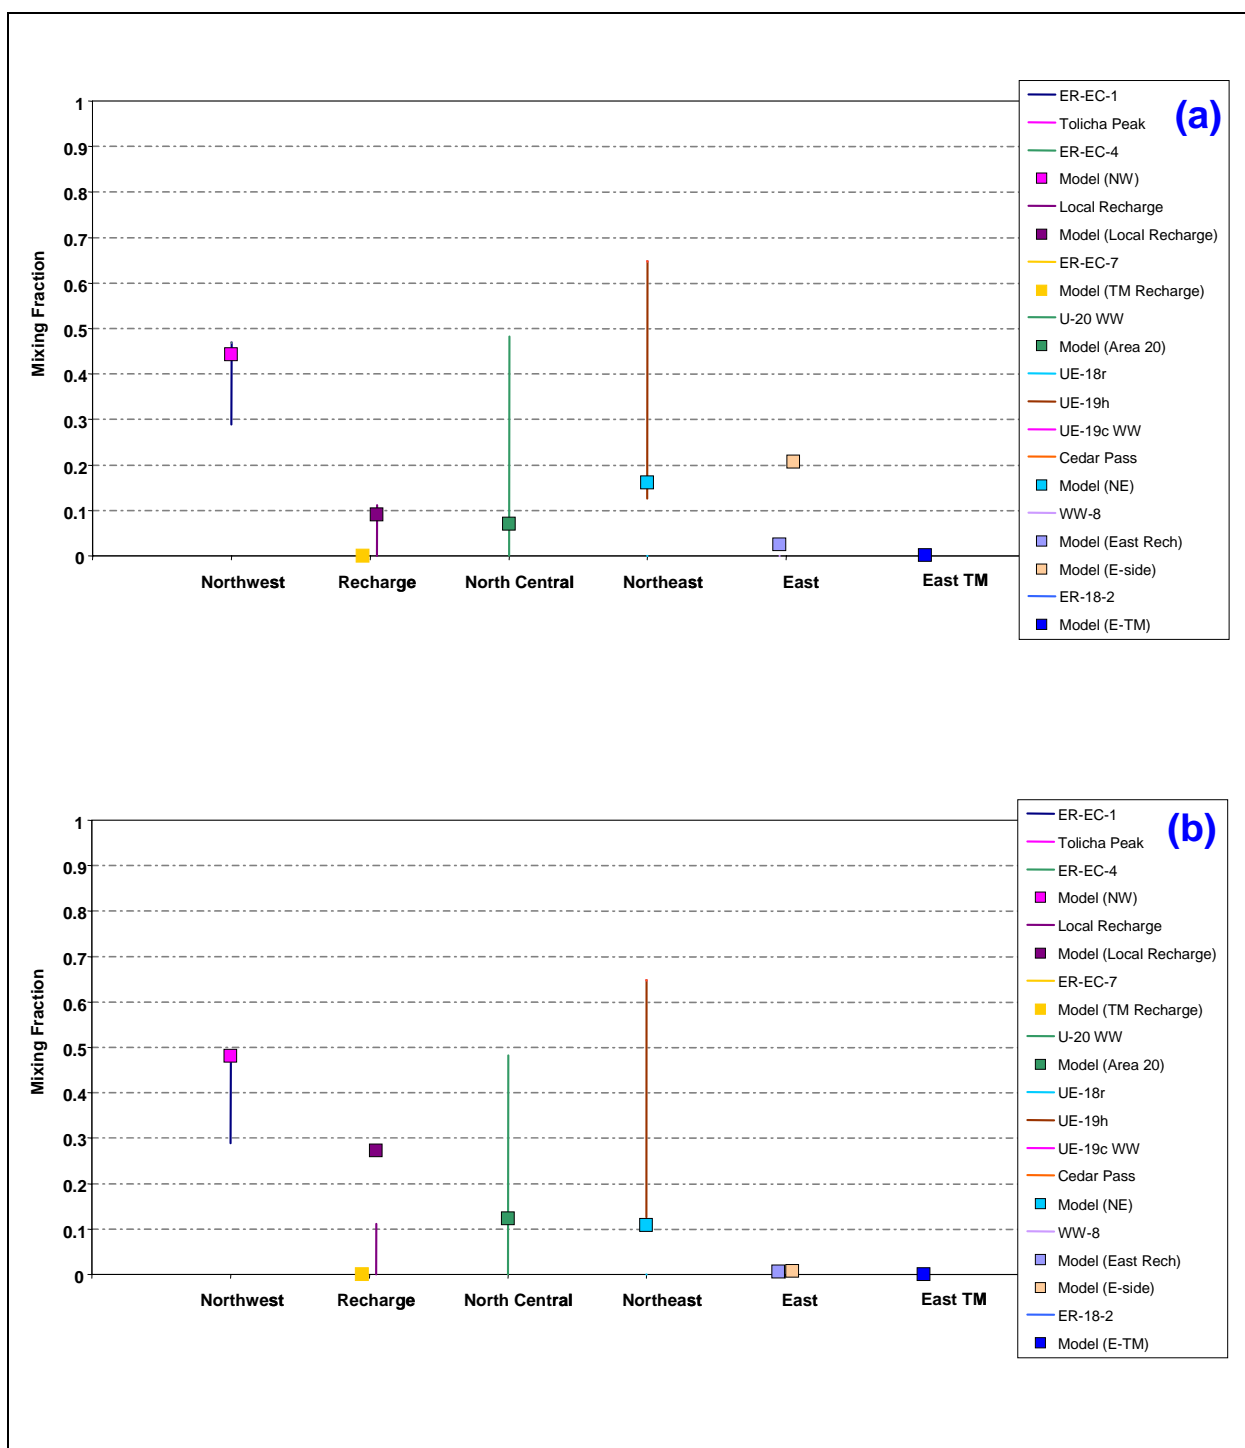 (a)
Mixing Fraction
1
0.9
0.8
0.7
0.6
0.5
0.4
0.3
0.2
0.1
0
Northwest Recharge North Central Northeast East East TM
ER-EC-1
Tolicha Peak
ER-EC-4
Model (NW)
Local Recharge
Model (Local Recharge)
ER-EC-7
Model (TM Recharge)
U-20 WW
Model (Area 20)
UE-18r
UE-19h
UE-19c WW
Cedar Pass
Model (NE)
WW-8
Model (East Rech)
Model (E-side)
ER-18-2
Model (E-TM)
(b)
Mixing Fraction
1
0.9
0.8
0.7
0.6
0.5
0.4
0.3
0.2
0.1
0
Northwest Recharge North Central Northeast East East TM
ER-EC-1
Tolicha Peak
ER-EC-4
Model (NW)
Local Recharge
Model (Local Recharge)
ER-EC-7
Model (TM Recharge)
U-20 WW
Model (Area 20)
UE-18r
UE-19h
UE-19c WW
Cedar Pass
Model (NE)
WW-8
Model (East Rech)
Model (E-side)
ER-18-2
Model (E-TM)